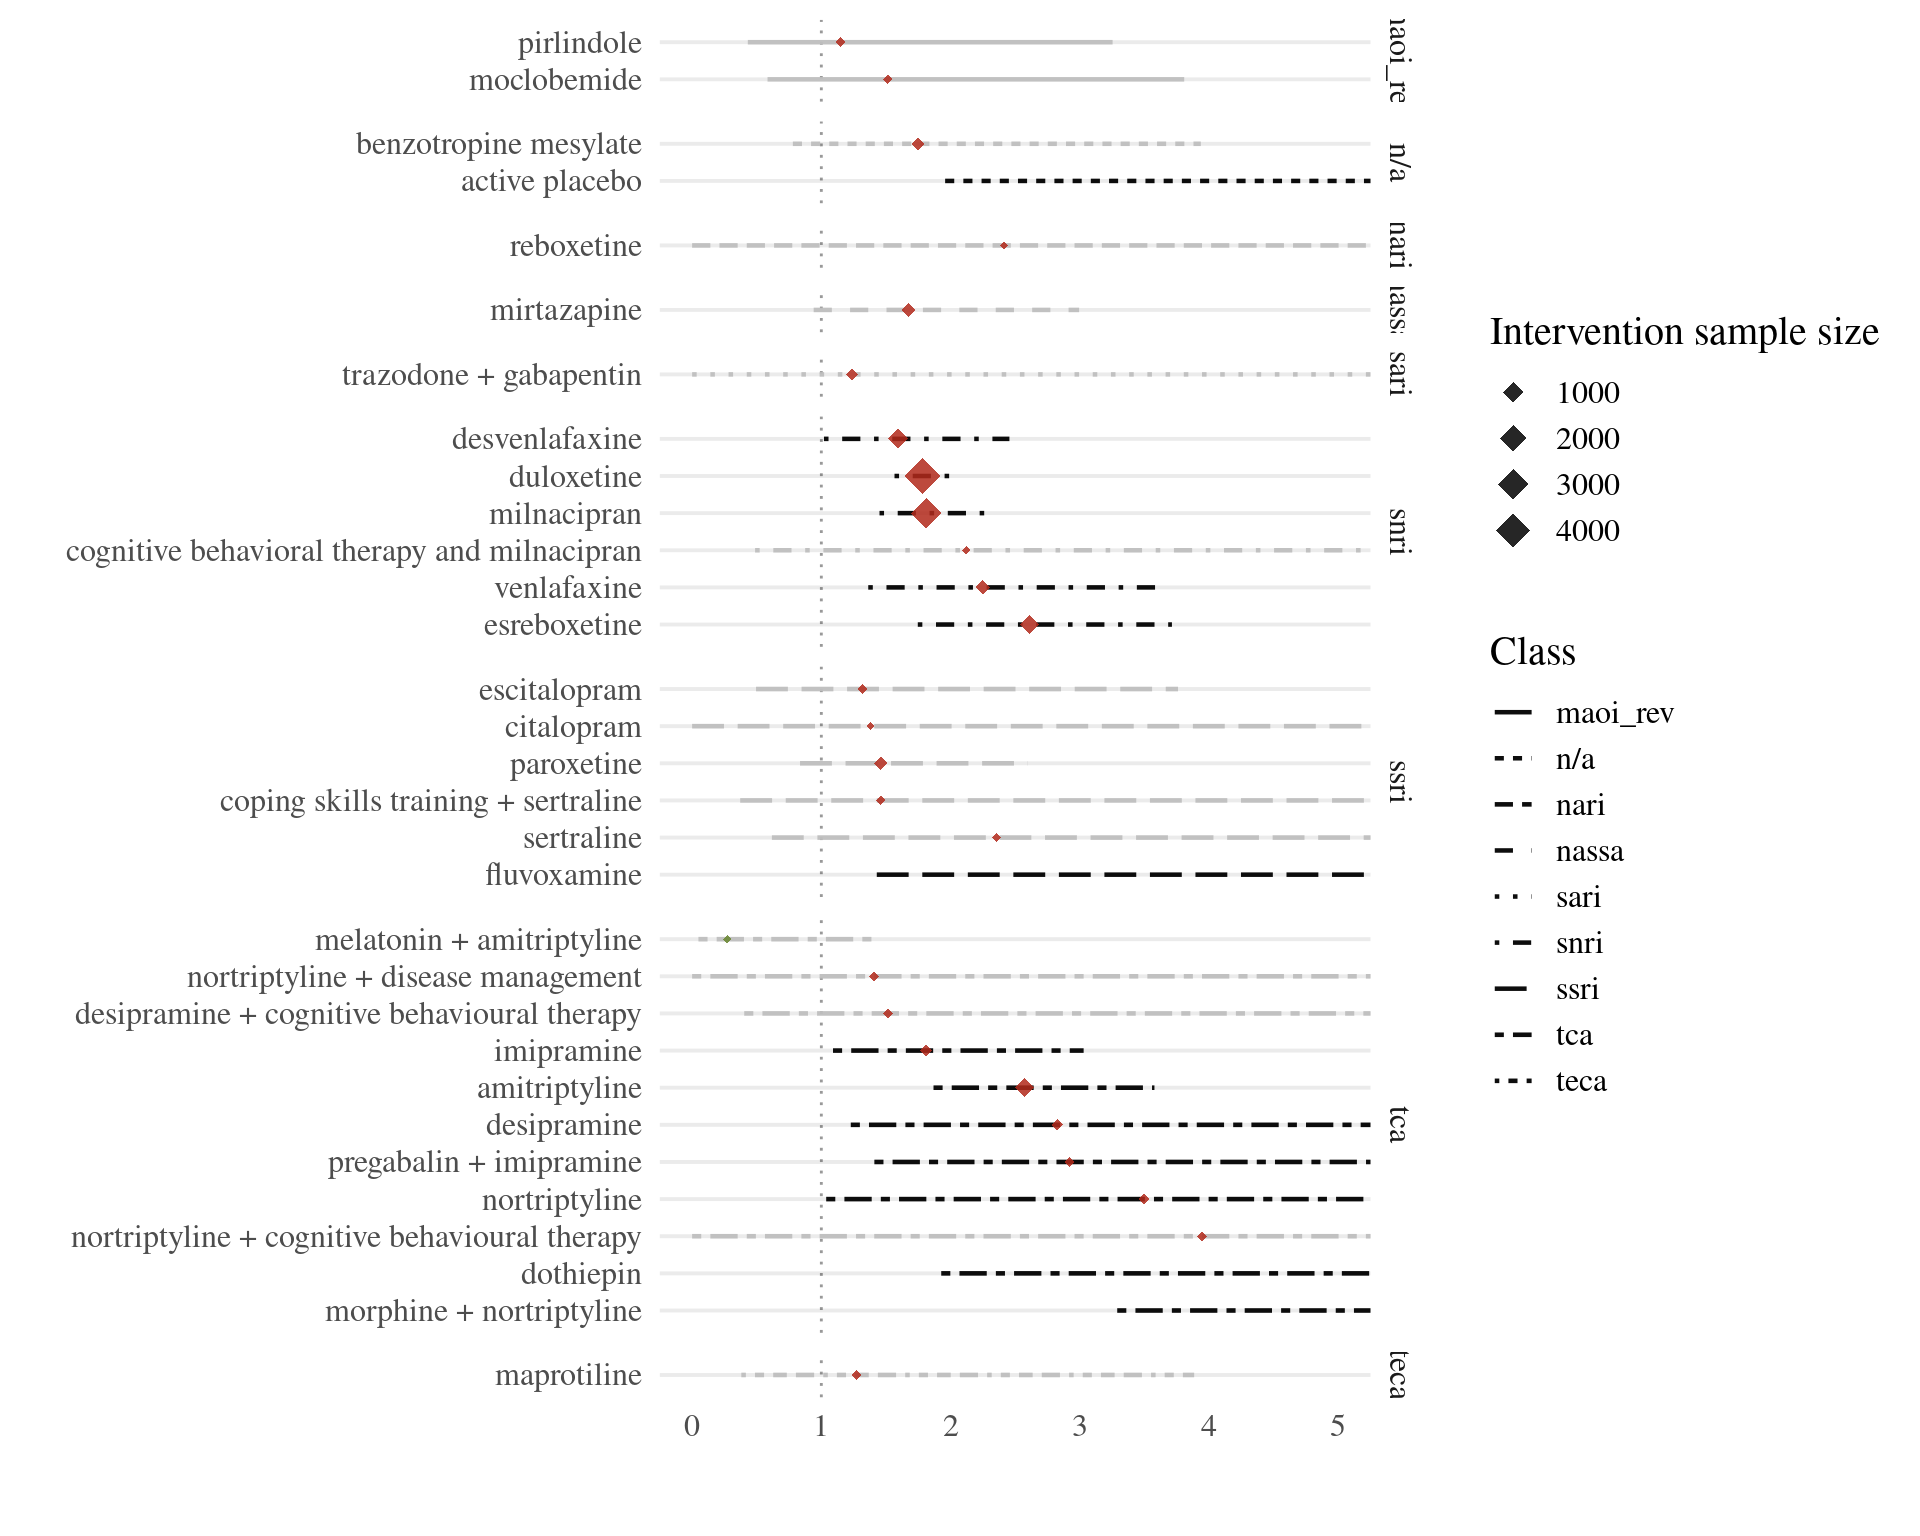 pirlindole
moclobemide
aoi_re
benzotropine mesylate
active placebo
n/a
reboxetine
nari
mirtazapine
ass
trazodone + gabapentin
sari
desvenlafaxine
duloxetine
milnacipran
cognitive behavioral therapy and milnacipran
venlafaxine
esreboxetine
snri
escitalopram
citalopram
paroxetine
coping skills training + sertraline
sertraline
fluvoxamine
ssri
melatonin + amitriptyline
nortriptyline + disease management
desipramine + cognitive behavioural therapy
imipramine
amitriptyline
desipramine
pregabalin + imipramine
nortriptyline
nortriptyline + cognitive behavioural therapy
dothiepin
morphine + nortriptyline
tca
maprotiline
teca
0 1 2 3 4 5
Intervention sample size
1000
2000
3000
4000
Class
maoi_rev
n/a
nari
nassa
sari
snri
ssri
tca
teca